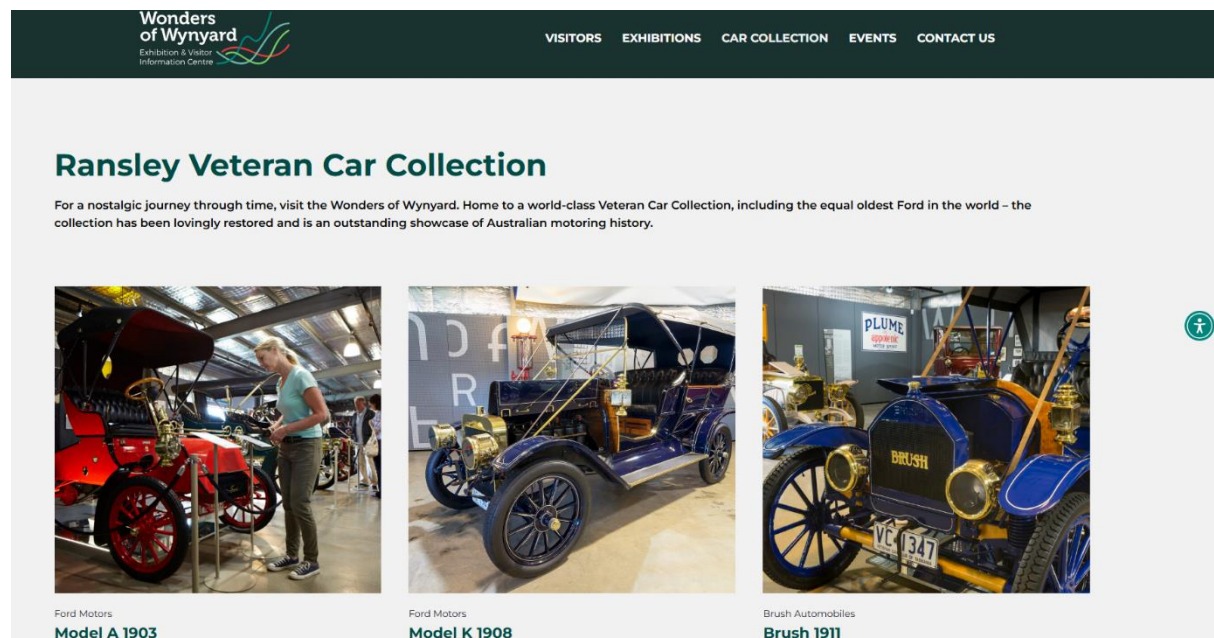 Wonders
of Wynyard
Exhibition & Visitor
Information Centre
VISITORS EXHIBITIONS CAR COLLECTION EVENTS CONTACT US
Ransley Veteran Car Collection
For a nostalgic journey through time, visit the Wonders of Wynyard. Home to a world-class Veteran Car Collection, including the equal oldest Ford in the world – the
collection has been lovingly restored and is an outstanding showcase of Australian motoring history.
PLUME
BRUSH
VC 1347
Ford Motors
Model A 1903
Ford Motors
Model K 1908
Brush Automobiles
Brush 1911